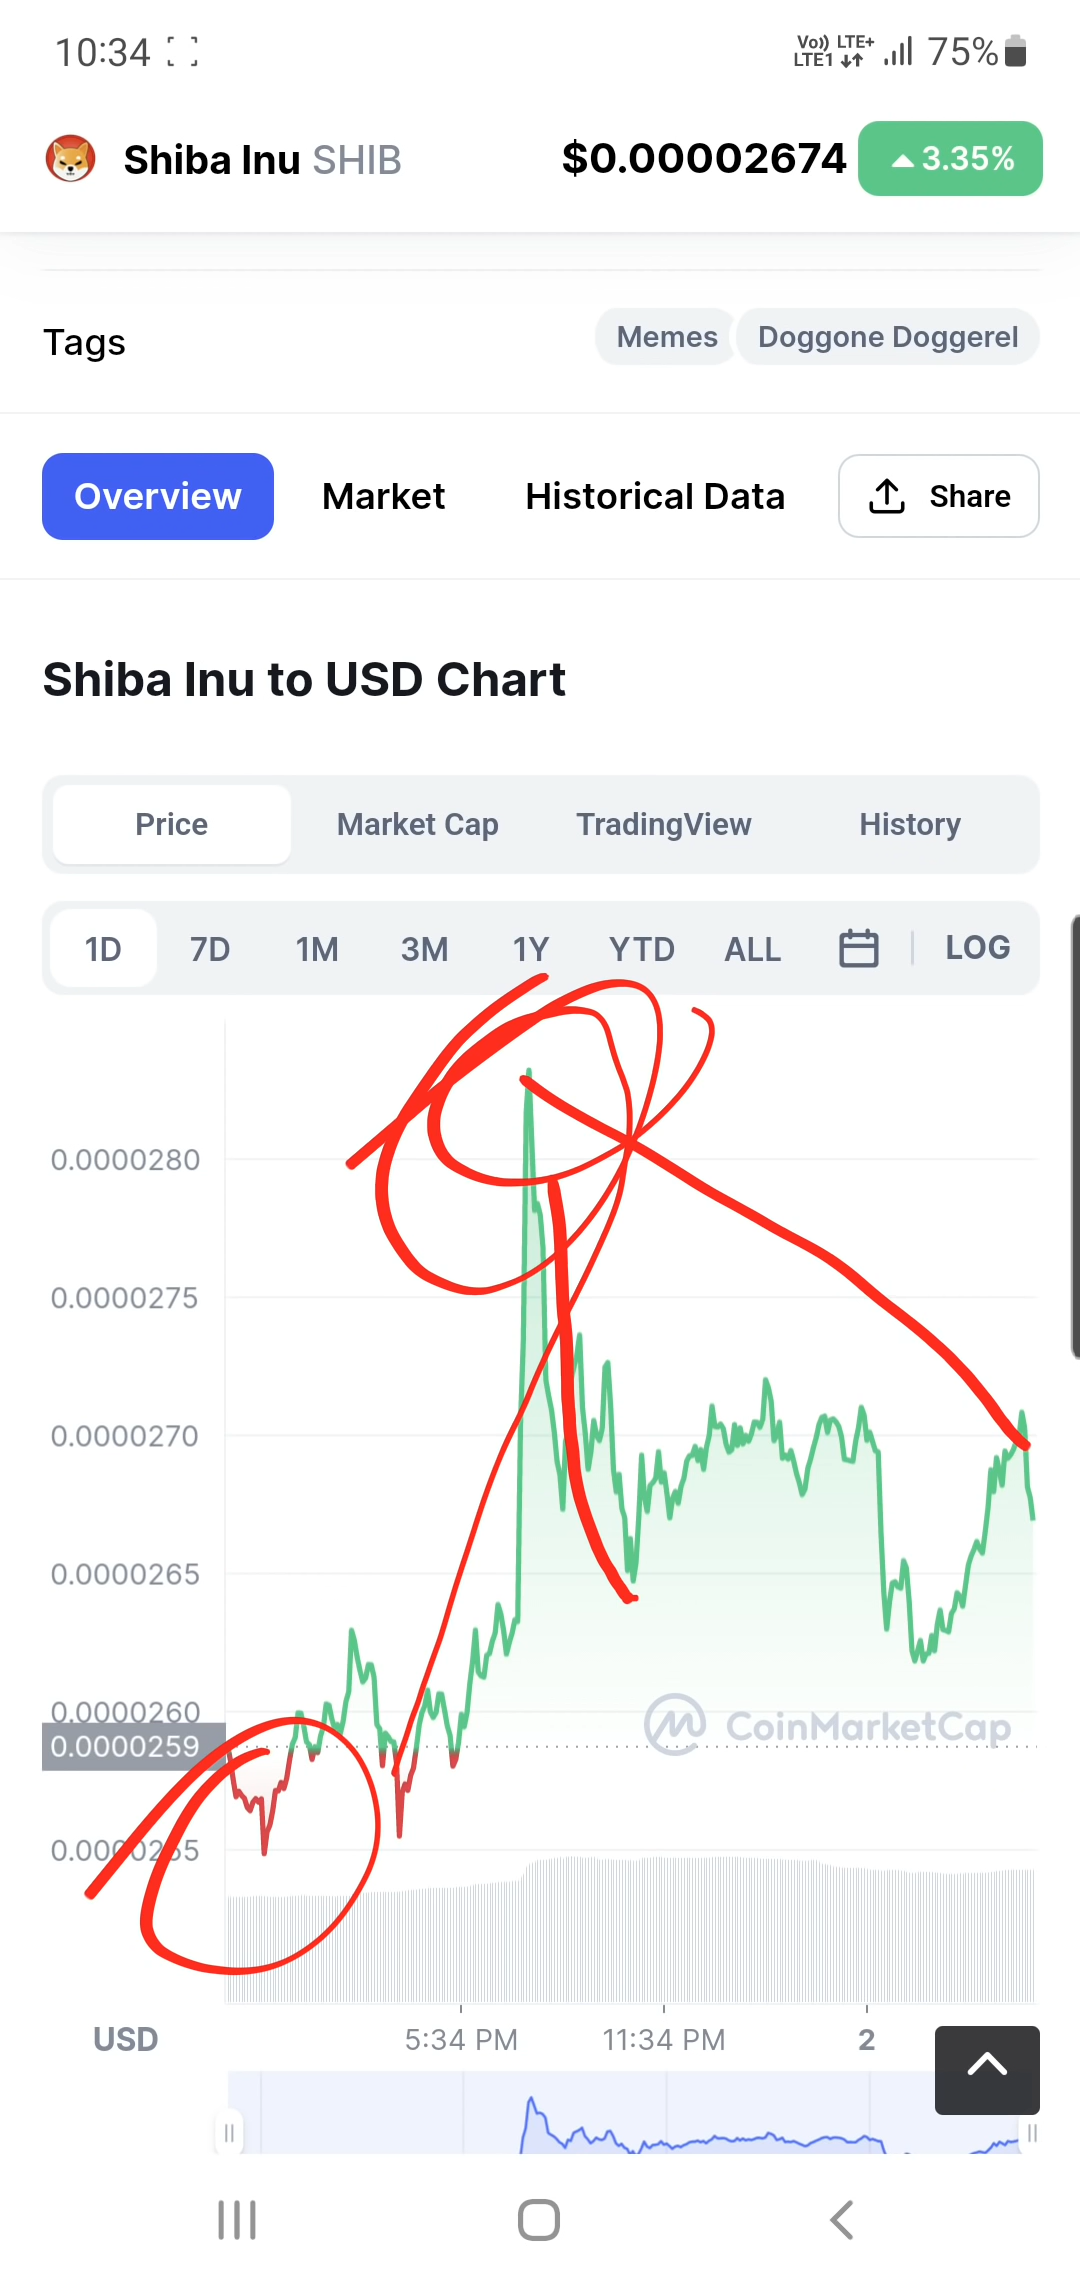 10:34
Vo)) LTE+
LTE1
75%
Shiba Inu SHIB
$0.00002674
3.35%
Tags
Memes
Doggone Doggerel
Overview
Market
Historical Data
Share
Shiba Inu to USD Chart
Price
Market Cap
TradingView
History
1D
7D
1M
3M
1Y
YTD
ALL
LOG
0.0000280
0.0000275
0.0000270
0.0000265
0.0000260
0.0000259
0.0000255
CoinMarketCap
USD
5:34 PM
11:34 PM
2